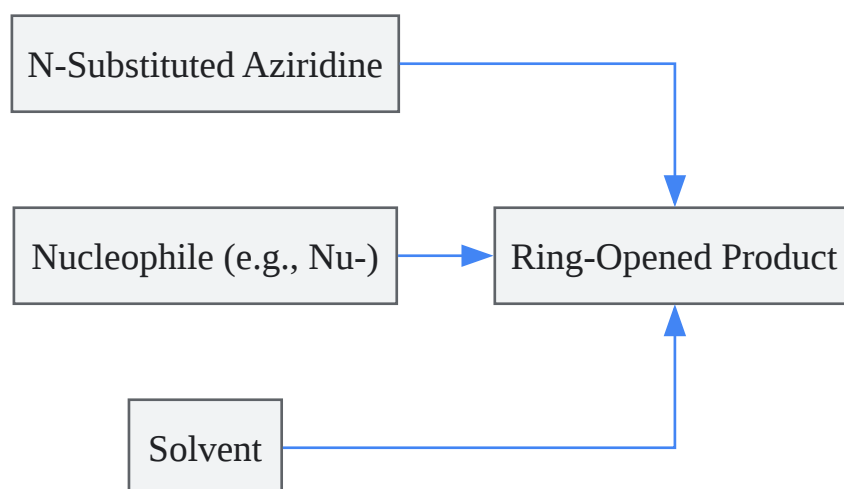 N-Substituted Aziridine
Nucleophile (e.g., Nu-)
Ring-Opened Product
Solvent